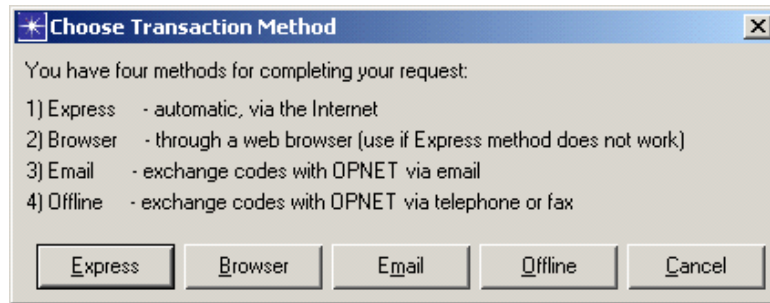 Choose Transaction Method
You have four methods for completing your request:
1) Express - automatic, via the Internet
2) Browser - through a web browser (use if Express method does not work)
3) Email - exchange codes with OPNET via email
4) Offline - exchange codes with OPNET via telephone or fax
Express Browser Email Offline Cancel